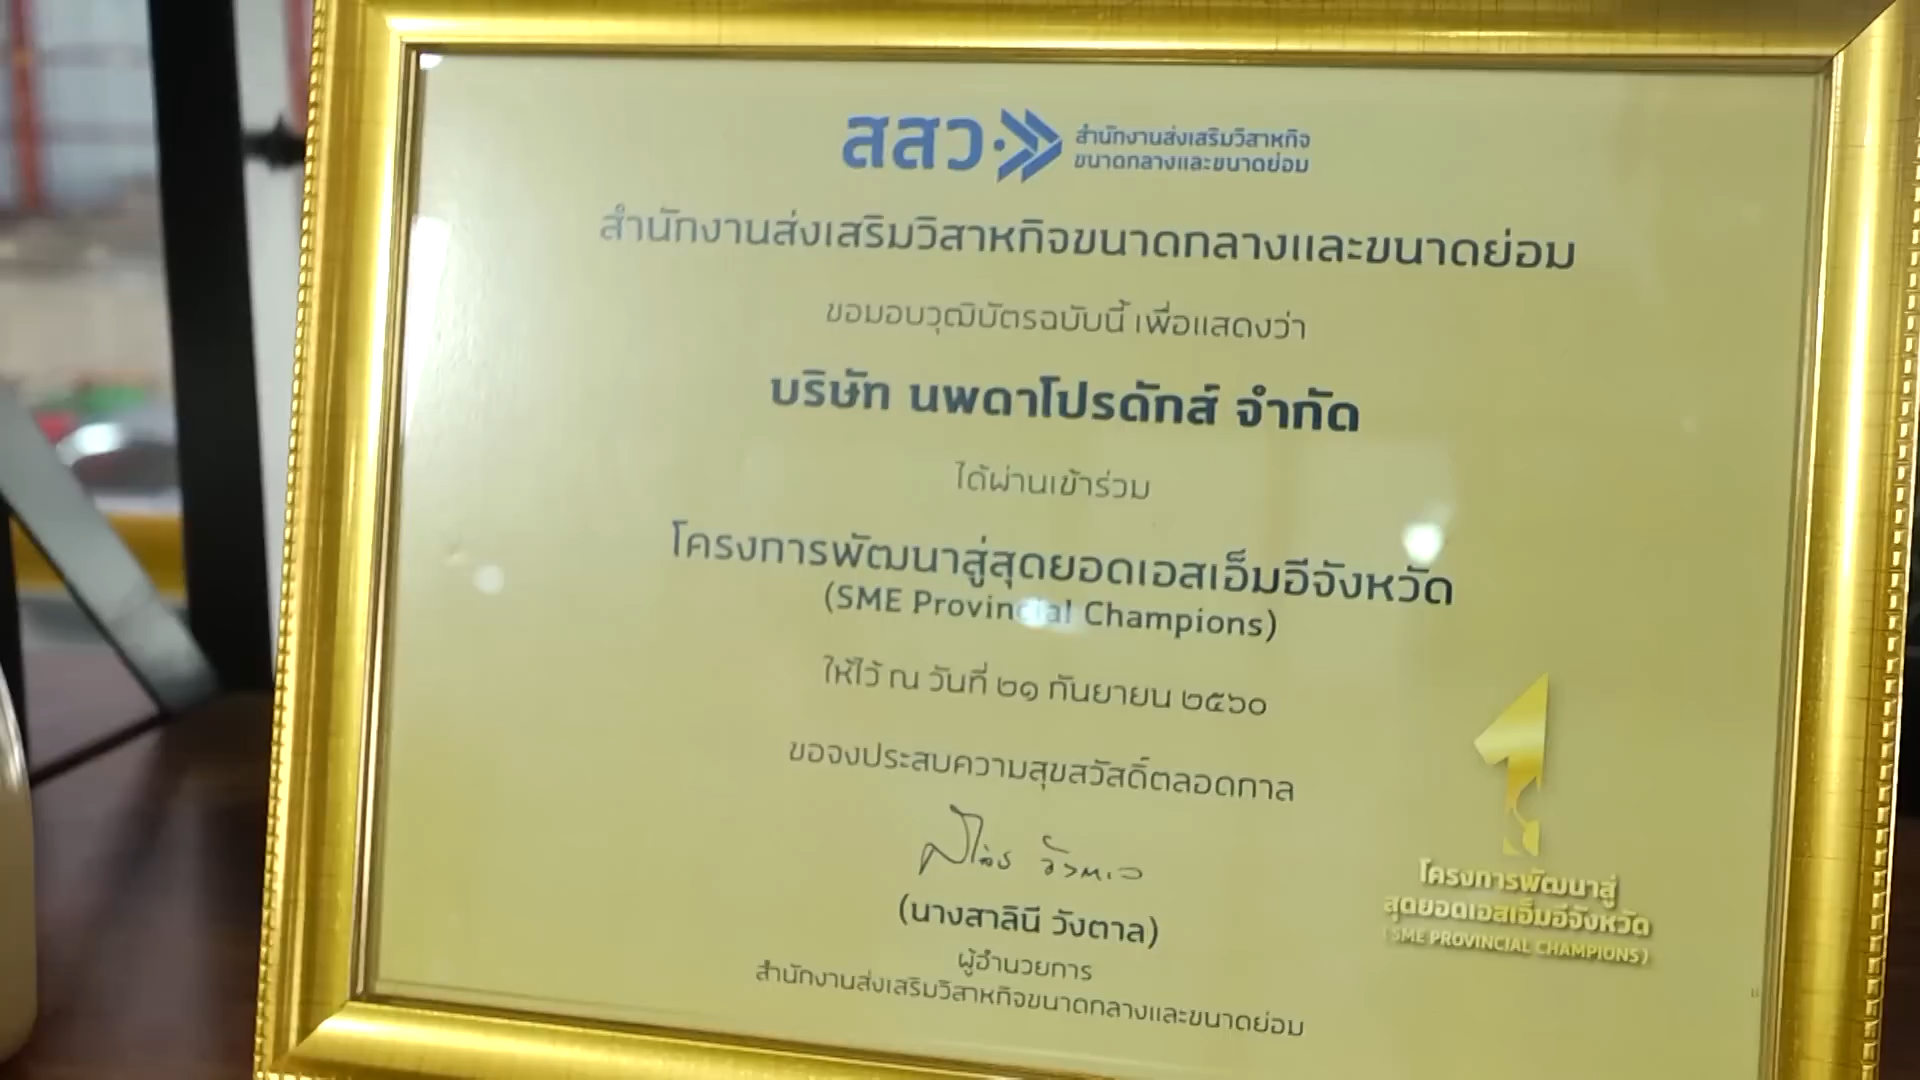 สสว
สำนักงานส่งเสริมวิสาหกิจ
ขนาดกลางและขนาดย่อม
สำนักงานส่งเสริมวิสาหกิจขนาดกลางและขนาดย่อม
ขอมอบวุฒิบัตรฉบับนี้ เพื่อแสดงว่า
บริษัท นพดาโปรดักส์ จำกัด
ได้ผ่านเข้าร่วม
โครงการพัฒนาสู่สุดยอดเอสเอ็มอีจังหวัด
(SME Provincial Champions)
ให้ไว้ ณ วันที่ ๒๑ กันยายน ๒๕๖๐
ขอจงประสบความสุขสวัสดิ์ตลอดกาล
(นางสาลินี วังตาล)
ผู้อำนวยการ
สำนักงานส่งเสริมวิสาหกิจขนาดกลางและขนาดย่อม
โครงการพัฒนาสู่
สุดยอดเอสเอ็มอีจังหวัด
(SME PROVINCIAL CHAMPIONS)